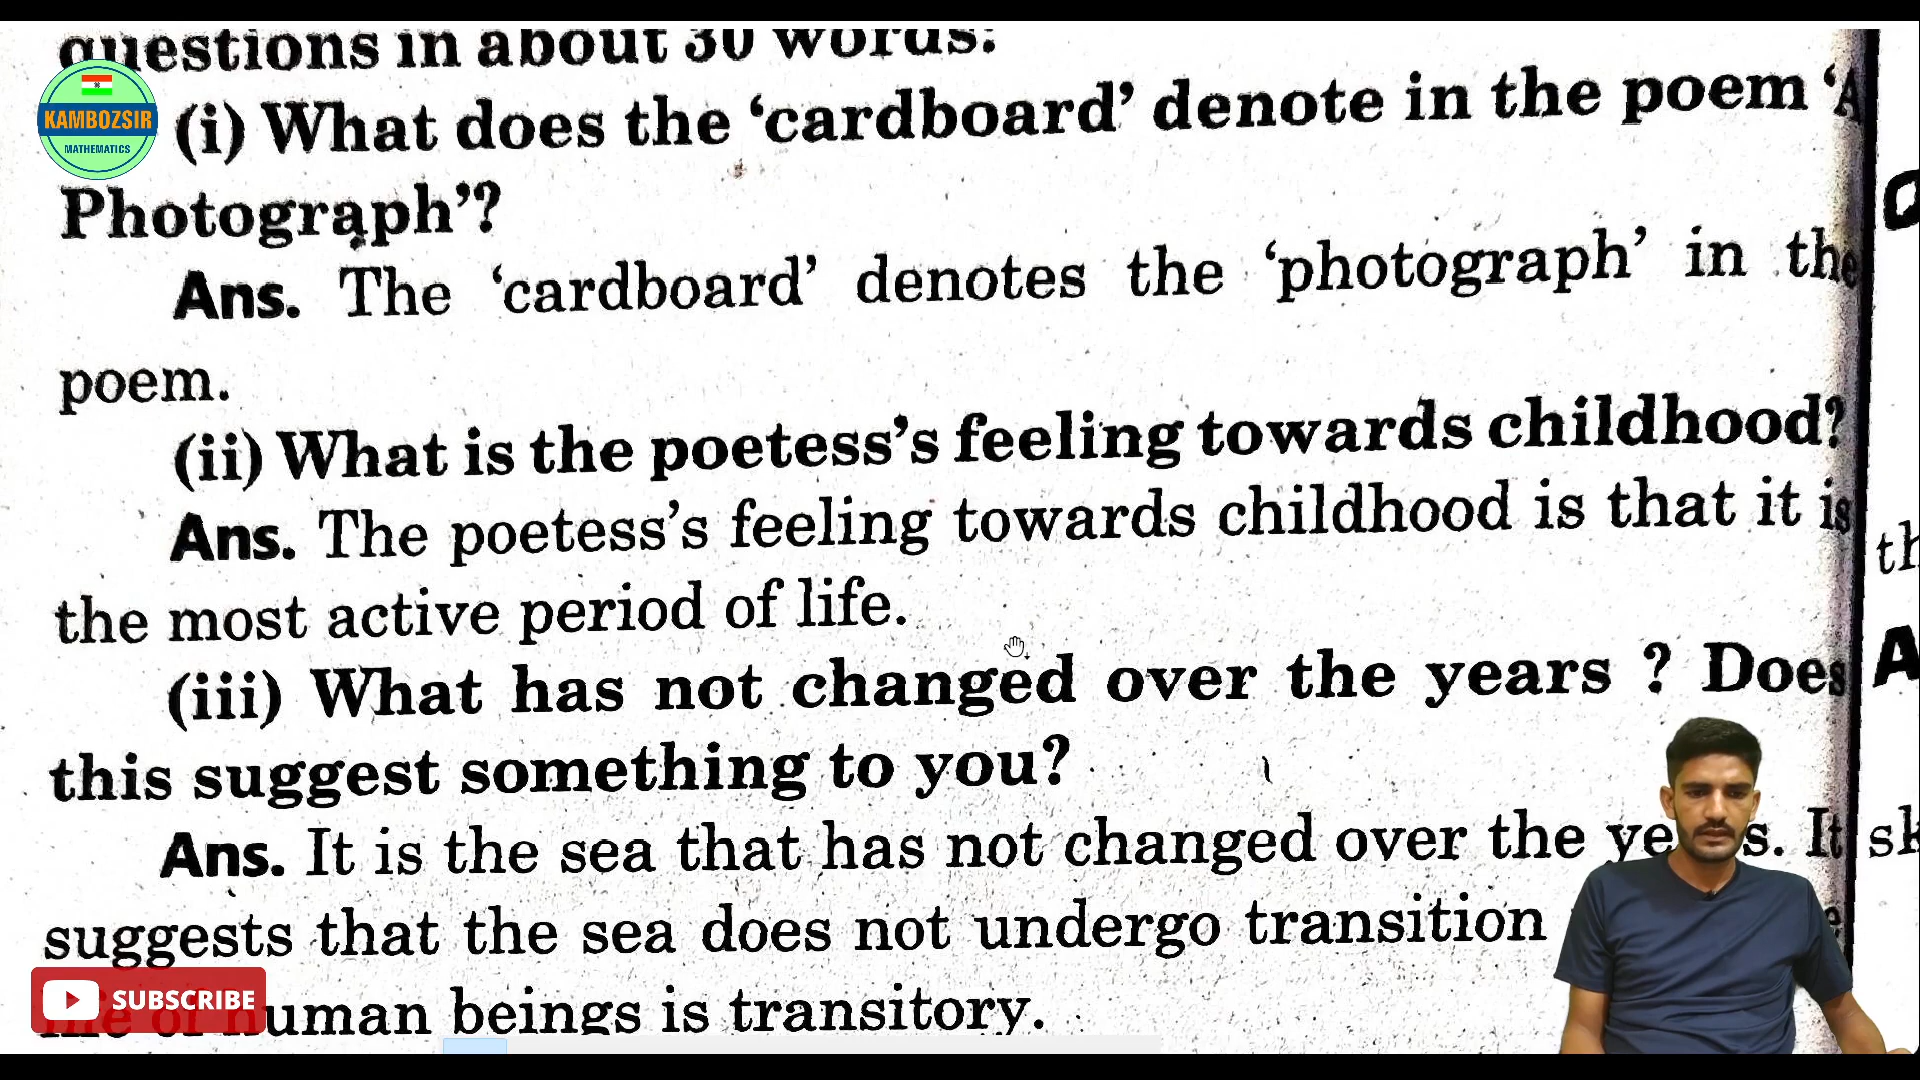 questions in about 30 words:
KAMBOZSIR
MATHEMATICS
(i) What does the ‘cardboard’ denote in the poem ‘A
Photograph’?
Ans. The ‘cardboard’ denotes the ‘photograph’ in the
poem.
(ii) What is the poetess’s feeling towards childhood?
Ans. The poetess’s feeling towards childhood is that it is
the most active period of life.
(iii) What has not changed over the years ? Does
this suggest something to you?
Ans. It is the sea that has not changed over the It
suggests that the sea does not undergo transition
SUBSCRIBE
of human beings is transitory.